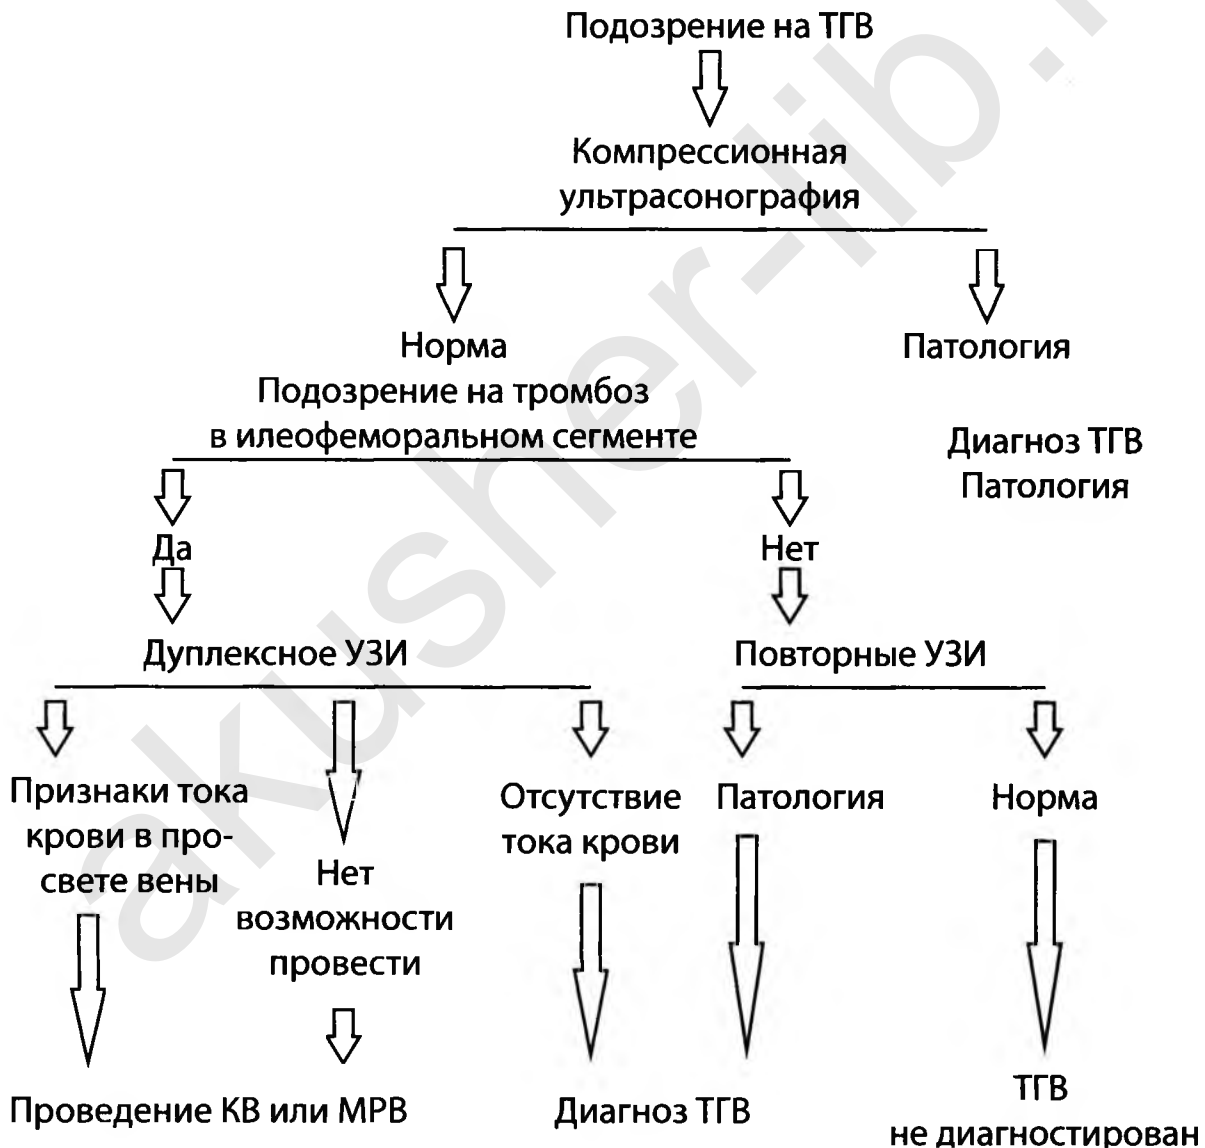 Подозрение на ТГВ
Компрессионная
ультрасонография
Норма
Патология
Подозрение на тромбоз
в илеофеморальном сегменте
Диагноз ТГВ
Патология
Да
Нет
Дуплексное УЗИ
Повторные УЗИ
Признаки тока
крови в про-
свете вены
Нет
возможности
провести
Отсутствие
тока крови
Патология
Норма
Проведение КВ или МРВ
Диагноз ТГВ
ТГВ
не диагностирован
akusher-lib.r